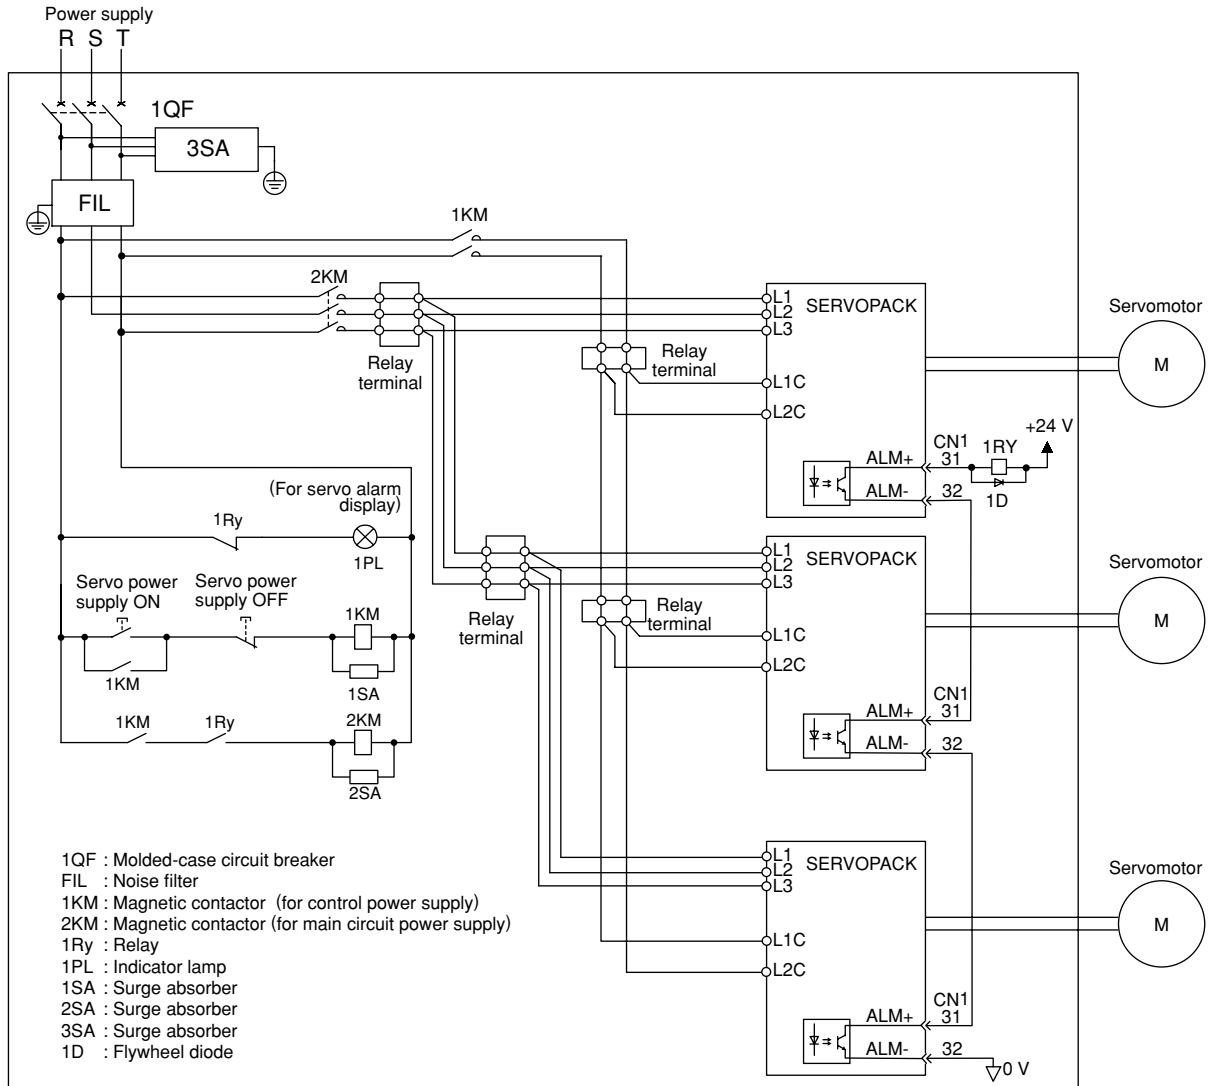 Power supply
R S T
1QF
3SA
FIL
1KM
2KM
Relay
terminal
Relay
terminal
L1
L2
L3
L1C
L2C
SERVOPACK
Servomotor
M
ALM+
ALM-
CN1
31
32
1RY
+24 V
1D
(For servo alarm
display)
1Ry
1PL
Servo power
supply ON
Servo power
supply OFF
1KM
1KM
1SA
1KM
1Ry
2KM
2SA
Relay
terminal
Relay
terminal
L1
L2
L3
L1C
L2C
SERVOPACK
Servomotor
M
ALM+
ALM-
CN1
31
32
L1
L2
L3
L1C
L2C
SERVOPACK
Servomotor
M
ALM+
ALM-
CN1
31
32
0 V
1QF : Molded-case circuit breaker
FIL : Noise filter
1KM : Magnetic contactor (for control power supply)
2KM : Magnetic contactor (for main circuit power supply)
1Ry : Relay
1PL : Indicator lamp
1SA : Surge absorber
2SA : Surge absorber
3SA : Surge absorber
1D : Flywheel diode